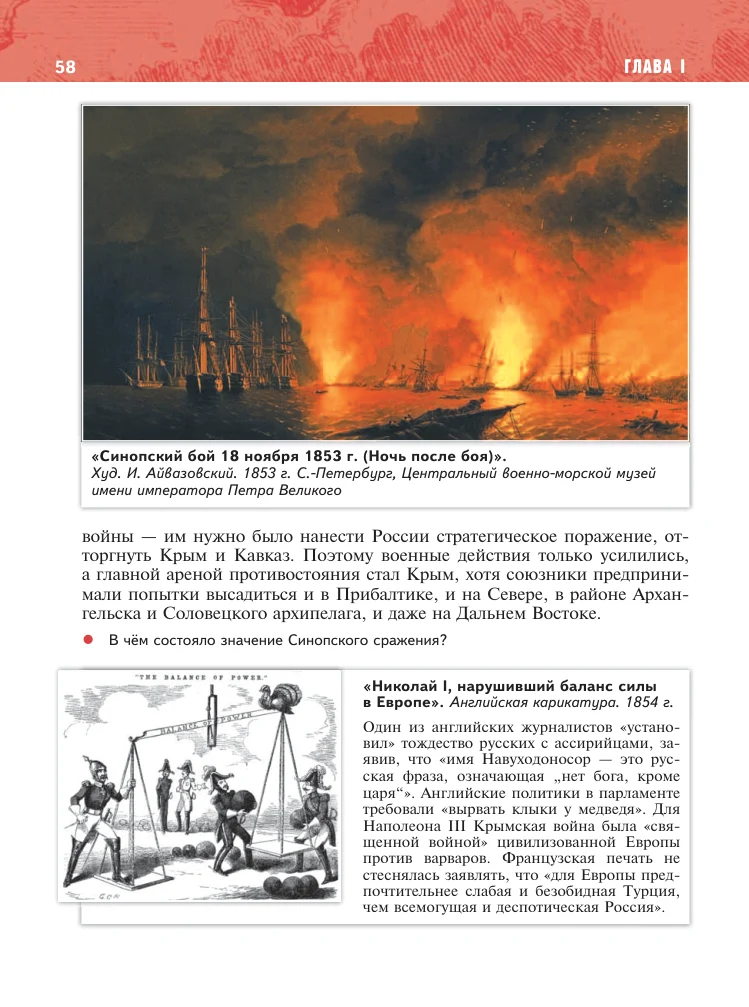 58
ГЛАВА I
«Синопский бой 18 ноября 1853 г. (Ночь после боя)».
Худ. И. Айвазовский. 1853 г. С.-Петербург, Центральный военно-морской музей
имени императора Петра Великого
войны — им нужно было нанести России стратегическое поражение, от-
торгнуть Крым и Кавказ. Поэтому военные действия только усилились,
а главной ареной противостояния стал Крым, хотя союзники предприни-
мали попытки высадиться и в Прибалтике, и на Севере, в районе Архан-
гельска и Соловецкого архипелага, и даже на Дальнем Востоке.
● В чём состояло значение Синопского сражения?
"THE BALANCE OF POWER."
BALANCE OF POWER
GCH
«Николай I, нарушивший баланс силы
в Европе». Английская карикатура. 1854 г.
Один из английских журналистов «устано-
вил» тождество русских с ассирийцами, за-
явив, что «имя Навуходоносор — это рус-
ская фраза, означающая „нет бога, кроме
царя“». Английские политики в парламенте
требовали «вырвать клыки у медведя». Для
Наполеона III Крымская война была «свя-
щенной войной» цивилизованной Европы
против варваров. Французская печать не
стеснялась заявлять, что «для Европы пред-
почтительнее слабая и безобидная Турция,
чем всемогущая и деспотическая Россия».